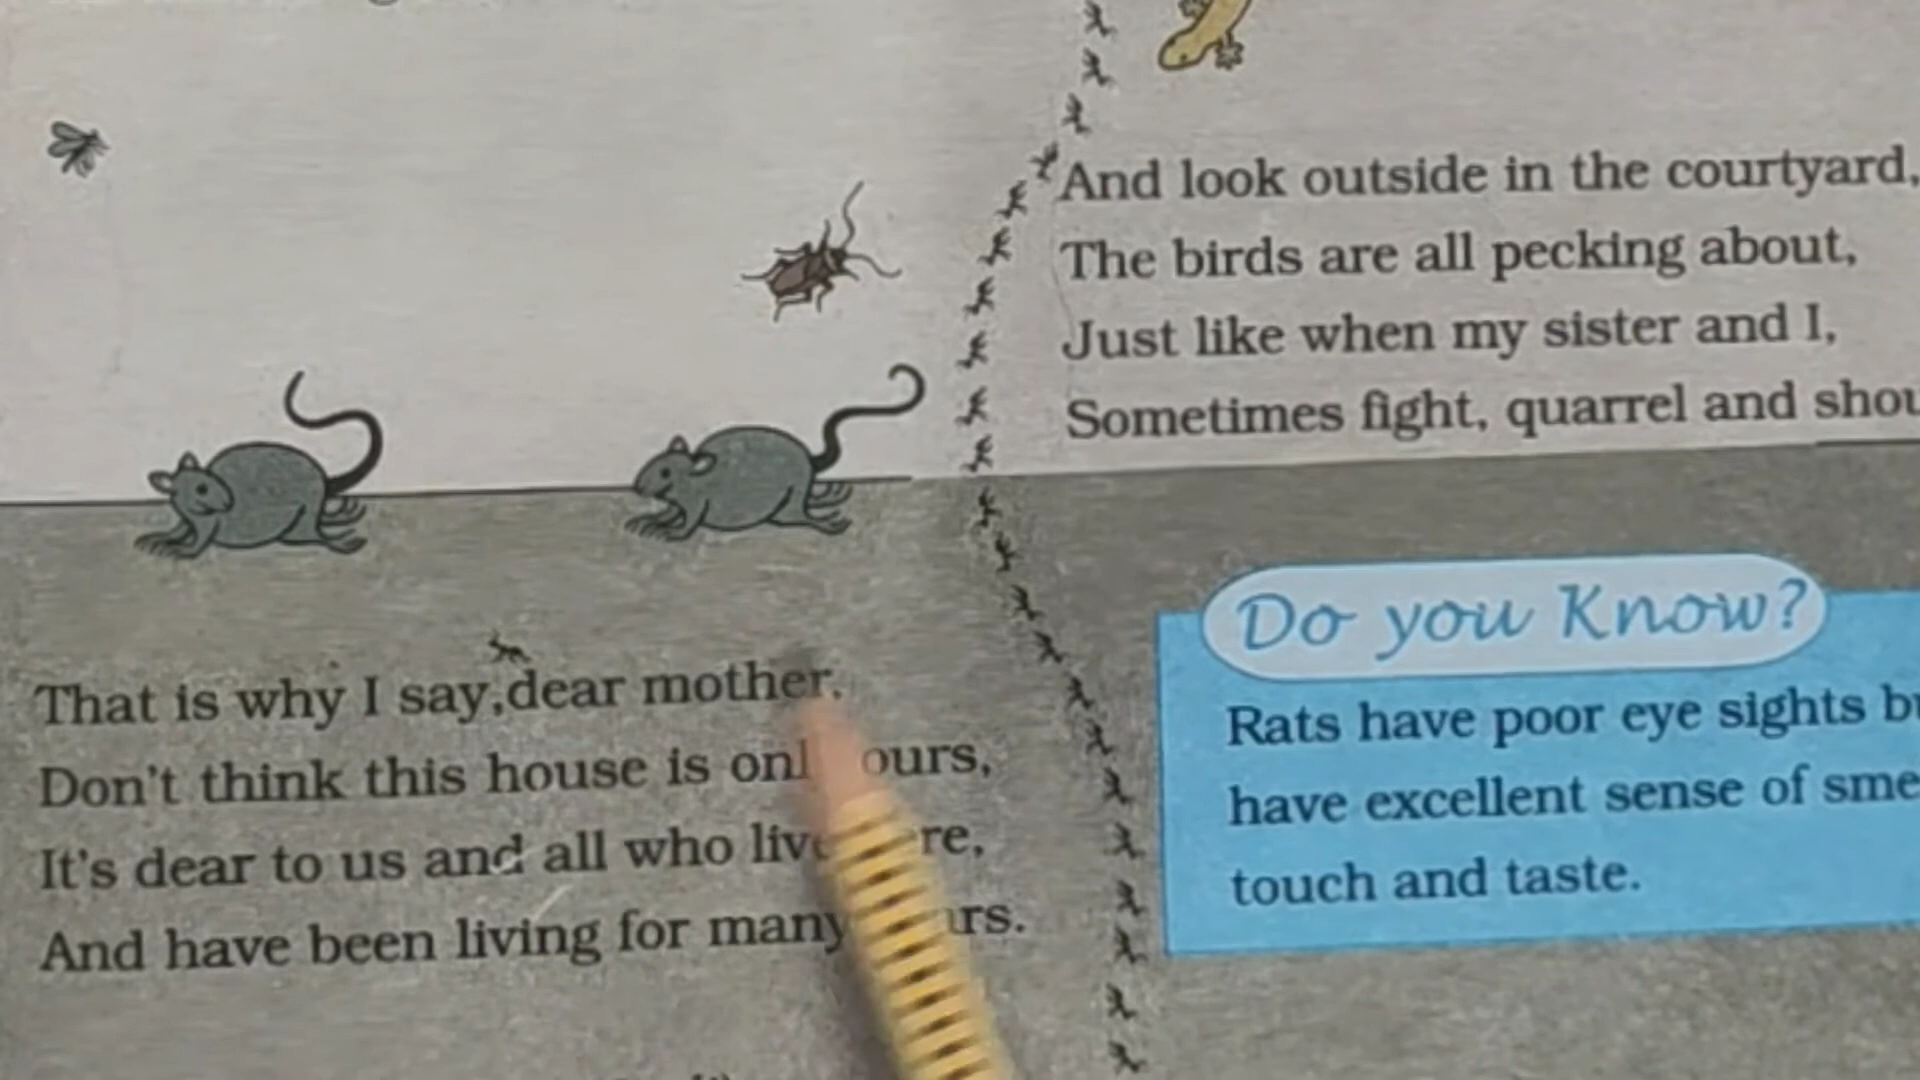 And look outside in the courtyard,
The birds are all pecking about,
Just like when my sister and I,
Sometimes fight, quarrel and
That is why I say,dear mother,
Don't think this house is ours,
It's dear to us and all who
And have been living for many
Do you Know?
Rats have poor eye sights
have excellent sense of
touch and taste.